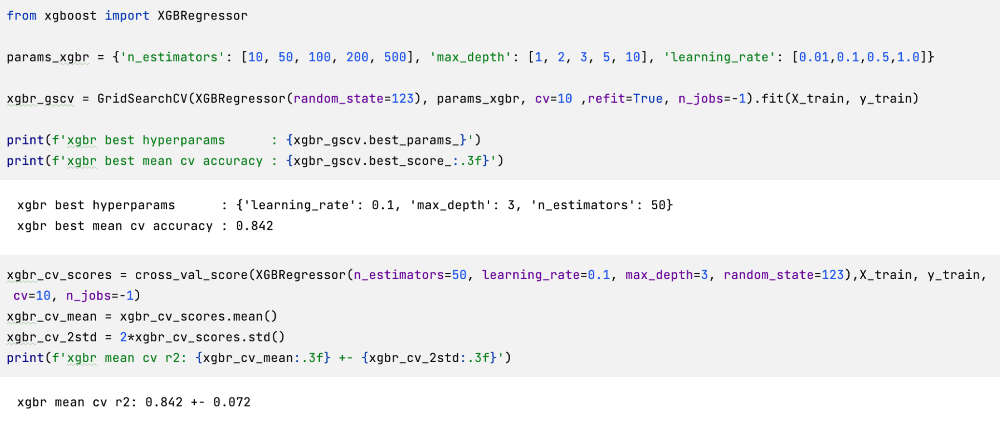 from xgboost import XGBRegressor
params_xgbr = {'n_estimators': [10, 50, 100, 200, 500], 'max_depth': [1, 2, 3, 5, 10], 'learning_rate': [0.01,0.1,0.5,1.0]}
xgbr_gscv = GridSearchCV(XGBRegressor(random_state=123), params_xgbr, cv=10 ,refit=True, n_jobs=-1).fit(X_train, y_train)
print(f'xgbr best hyperparams      : {xgbr_gscv.best_params_}')
print(f'xgbr best mean cv accuracy : {xgbr_gscv.best_score_:.3f}')
xgbr best hyperparams      : {'learning_rate': 0.1, 'max_depth': 3, 'n_estimators': 50}
xgbr best mean cv accuracy : 0.842
xgbr_cv_scores = cross_val_score(XGBRegressor(n_estimators=50, learning_rate=0.1, max_depth=3, random_state=123),X_train, y_train,
cv=10, n_jobs=-1)
xgbr_cv_mean = xgbr_cv_scores.mean()
xgbr_cv_2std = 2*xgbr_cv_scores.std()
print(f'xgbr mean cv r2: {xgbr_cv_mean:.3f} +- {xgbr_cv_2std:.3f}')
xgbr mean cv r2: 0.842 +- 0.072